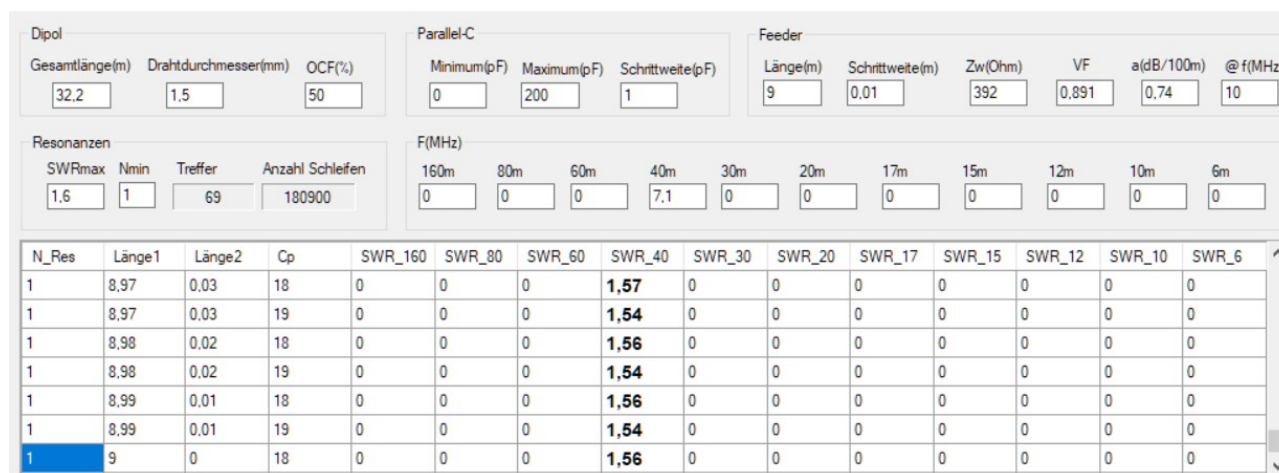 Dipol Parallel-C Feeder
Gesamtlänge(m) Drahtdurchmesser(mm) OCF(%) Minimum(pF) Maximum(pF) Schrittweite(pF) Länge(m) Schrittweite(m) Zw(Ohm) VF a(dB/100m) @ f(MHz
32,2 1,5 50 0 200 1 9 0,01 392 0,891 0,74 10
Resonanzen F(MHz)
SWRmax Nmin Treffer Anzahl Schleifen 160m 80m 60m 40m 30m 20m 17m 15m 12m 10m 6m
1,6 1 69 180900 0 0 0 7,1 0 0 0 0 0 0 0
N_Res Länge1 Länge2 Cp SWR_160 SWR_80 SWR_60 SWR_40 SWR_30 SWR_20 SWR_17 SWR_15 SWR_12 SWR_10 SWR_6
1 8,97 0,03 18 0 0 0 1,57 0 0 0 0 0 0 0
1 8,97 0,03 19 0 0 0 1,54 0 0 0 0 0 0 0
1 8,98 0,02 18 0 0 0 1,56 0 0 0 0 0 0 0
1 8,98 0,02 19 0 0 0 1,54 0 0 0 0 0 0 0
1 8,99 0,01 18 0 0 0 1,56 0 0 0 0 0 0 0
1 8,99 0,01 19 0 0 0 1,54 0 0 0 0 0 0 0
1 9 0 18 0 0 0 1,56 0 0 0 0 0 0 0